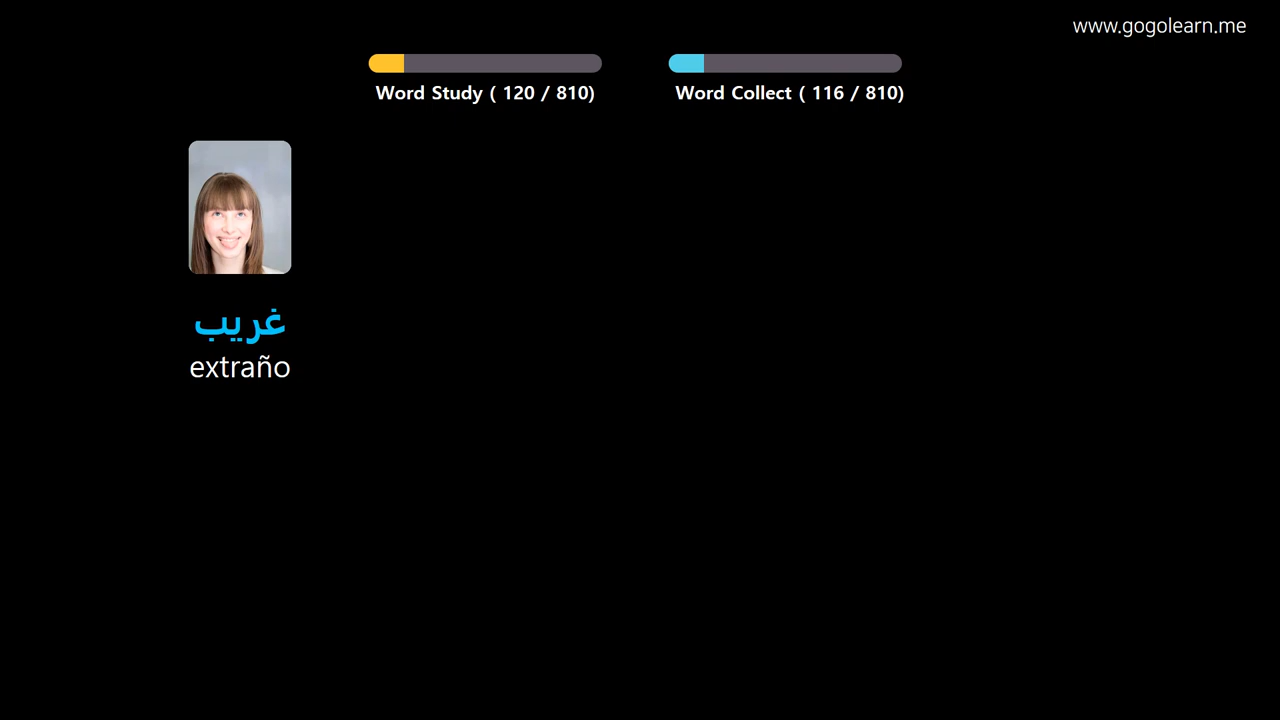 www.gogolearn.me
Word Study ( 120 / 810)
Word Collect ( 116 / 810)
غريب
extraño